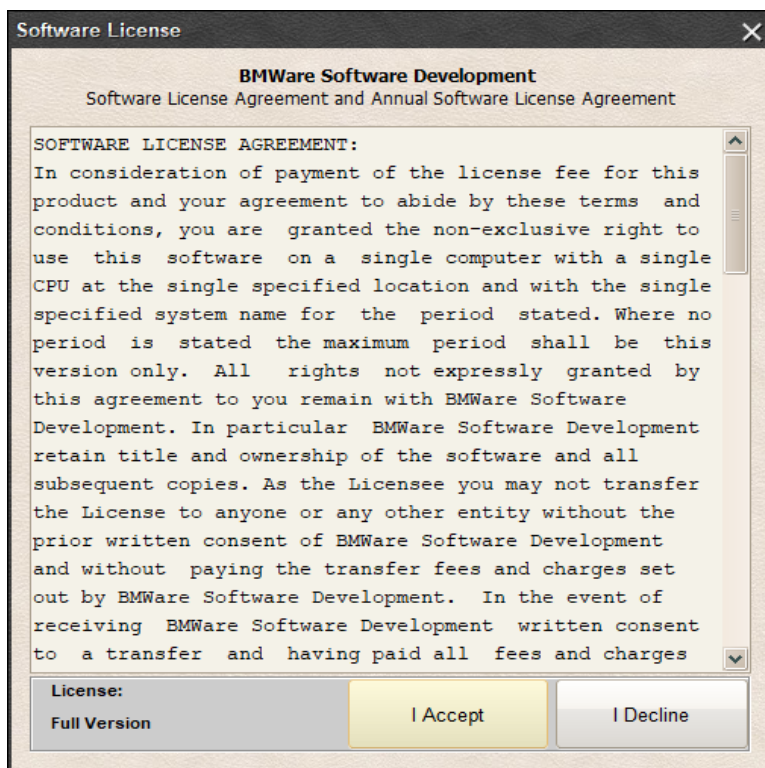 Software License
BMWare Software Development
Software License Agreement and Annual Software License Agreement
SOFTWARE LICENSE AGREEMENT:
In consideration of payment of the license fee for this
product and your agreement to abide by these terms  and
conditions, you are  granted the non-exclusive right to
use  this  software  on a  single computer with a single
CPU at the single specified location and with the single
specified system name for  the  period  stated. Where no
period  is  stated  the maximum  period  shall  be  this
version only.  All   rights  not expressly  granted  by
this agreement to you remain with BMWare Software
Development. In particular  BMWare Software Development
retain title and ownership of the software and all
subsequent copies. As the Licensee you may not transfer
the License to anyone or any other entity without the
prior written consent of BMWare Software Development
and without  paying the transfer fees and charges set
out by BMWare Software Development.  In the event of
receiving  BMWare Software Development  written consent
to  a transfer  and  having paid all  fees and charges
License:
Full Version
I Accept
I Decline